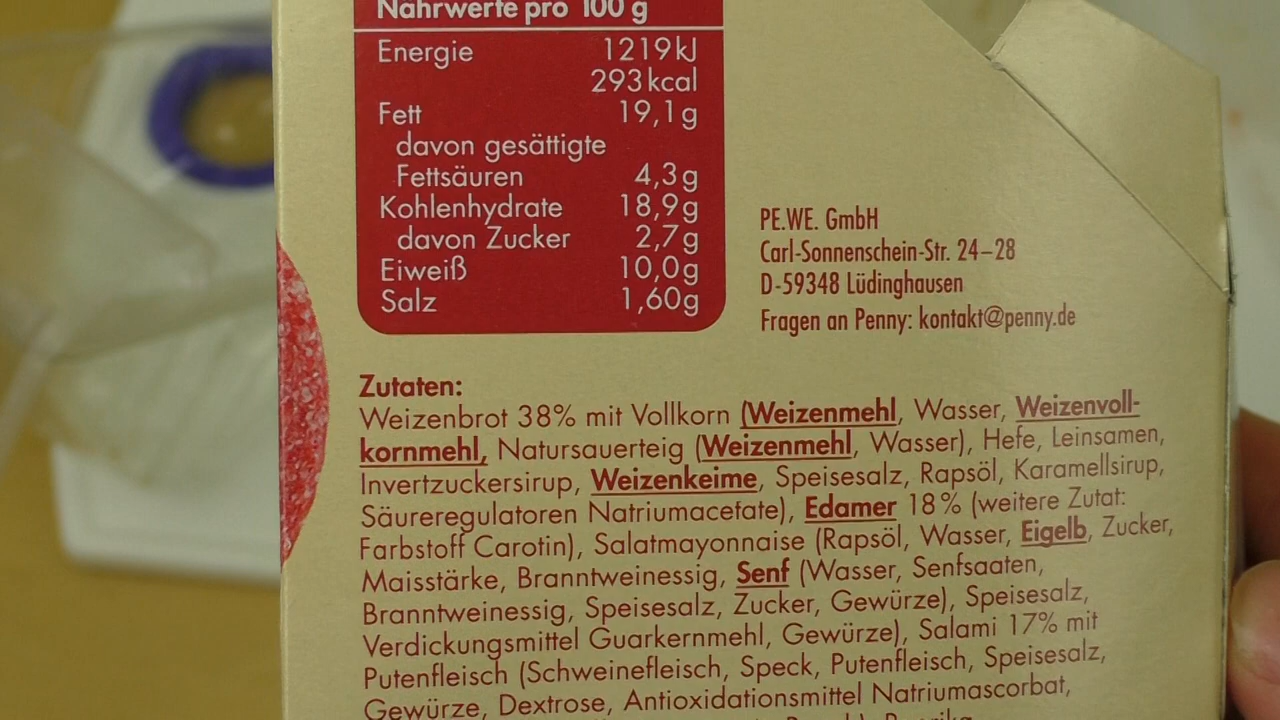 Nährwerte pro 100 g
Energie 1219 kJ
293 kcal
Fett 19,1 g
davon gesättigte
Fettsäuren 4,3 g
Kohlenhydrate 18,9 g
davon Zucker 2,7 g
Eiweiß 10,0 g
Salz 1,60 g
PE.WE. GmbH
Carl-Sonnenschein-Str. 24–28
D-59348 Lüdinghausen
Fragen an Penny: kontakt@penny.de
Zutaten:
Weizenbrot 38% mit Vollkorn (Weizenmehl, Wasser, Weizenvoll-
kornmehl, Natursauerteig (Weizenmehl, Wasser), Hefe, Leinsamen,
Invertzuckersirup, Weizenkeime, Speisesalz, Rapsöl, Karamellsirup,
Säureregulatoren Natriumacetate), Edamer 18% (weitere Zutat:
Farbstoff Carotin), Salatmayonnaise (Rapsöl, Wasser, Eigelb, Zucker,
Maisstärke, Branntweinessig, Senf (Wasser, Senfsaaten,
Branntweinessig, Speisesalz, Zucker, Gewürze), Speisesalz,
Verdickungsmittel Guarkernmehl, Gewürze), Salami 17% mit
Putenfleisch (Schweinefleisch, Speck, Putenfleisch, Speisesalz,
Gewürze, Dextrose, Antioxidationsmittel Natriumascorbat,